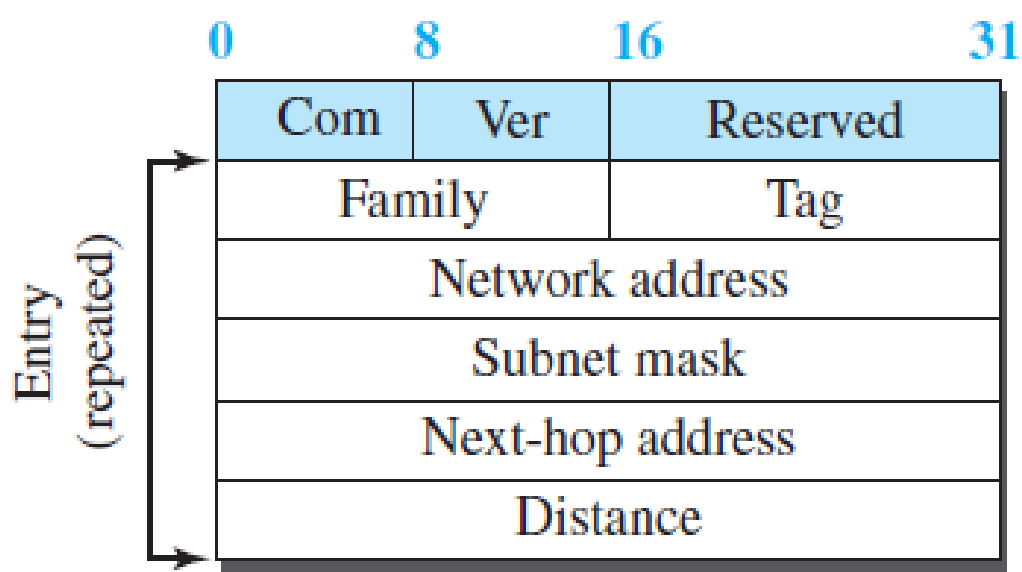 0 8 16 31
Com Ver Reserved
Family Tag
Network address
Subnet mask
Next-hop address
Distance
Entry
(repeated)